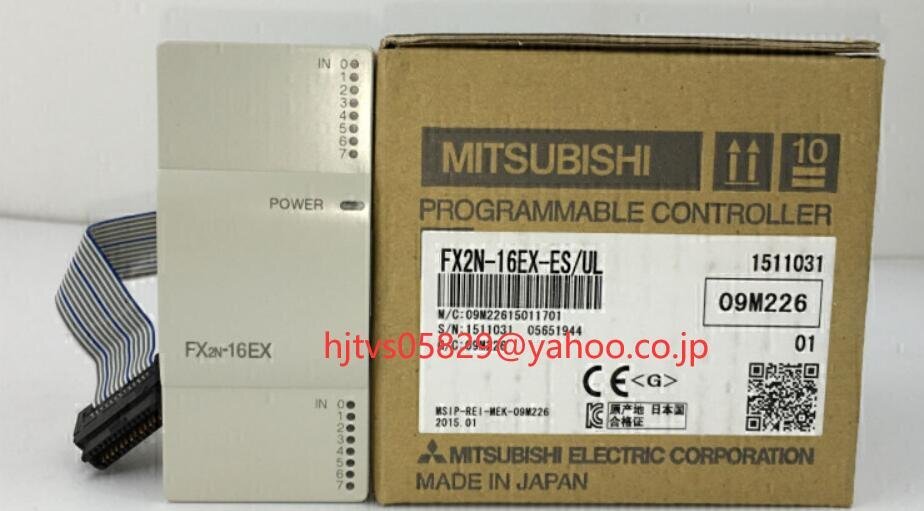 IN 0
1
2
3
4
5
6
7
POWER
FX2N-16EX
IN 0
1
2
3
4
5
6
7
MITSUBISHI
10
PROGRAMMABLE CONTROLLER
FX2N-16EX-ES/UL
1511031
M/C:09M22615011701
09M226
S/N:1511031 05651944
01
hjtvs05829@yahoo.co.jp
CE <G>
MSIP-REI-MEK-09M226
2015.01
原产地 日本国
合格证
MITSUBISHI ELECTRIC CORPORATION
MADE IN JAPAN